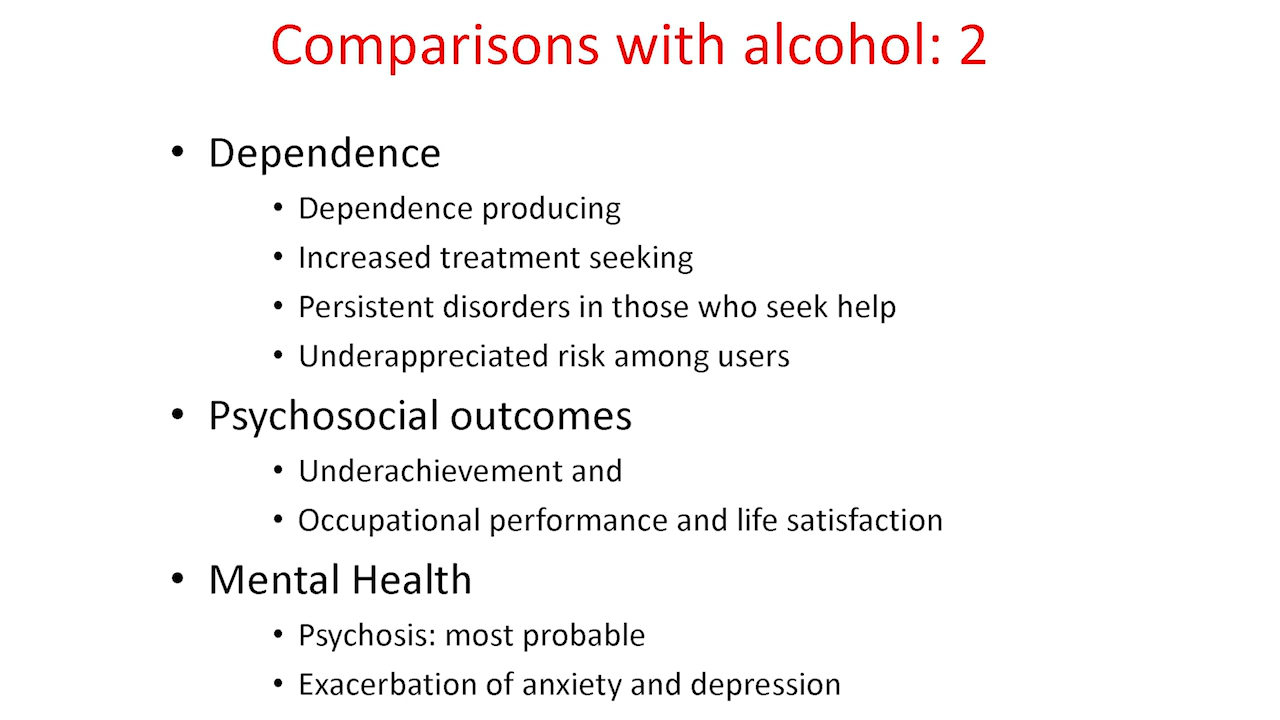 Comparisons with alcohol: 2
• Dependence
• Dependence producing
• Increased treatment seeking
• Persistent disorders in those who seek help
• Underappreciated risk among users
• Psychosocial outcomes
• Underachievement and
• Occupational performance and life satisfaction
• Mental Health
• Psychosis: most probable
• Exacerbation of anxiety and depression